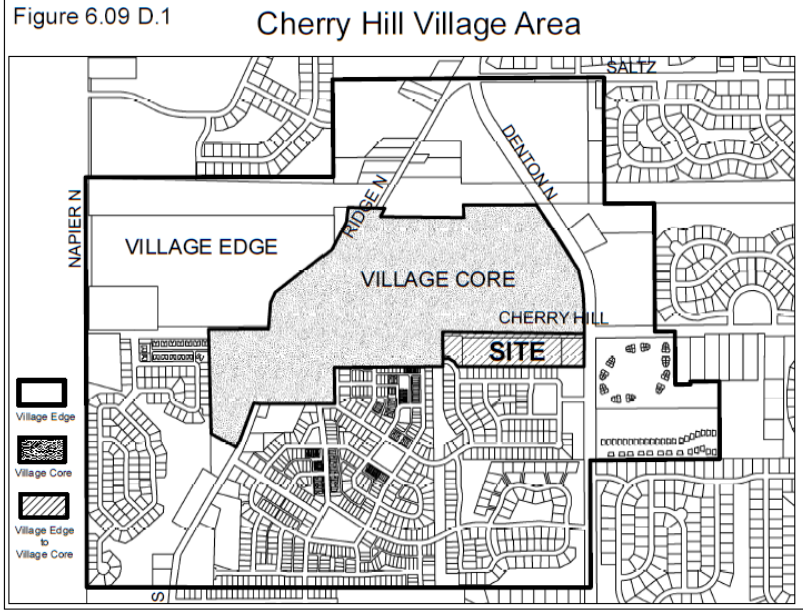 Figure 6.09 D.1
Cherry Hill Village Area
SALTZ
DENTON N
NAPIER N
RIDGE N
VILLAGE EDGE
VILLAGE CORE
CHERRY HILL
SITE
Village Edge
Village Core
Village Edge
to
Village Core
S